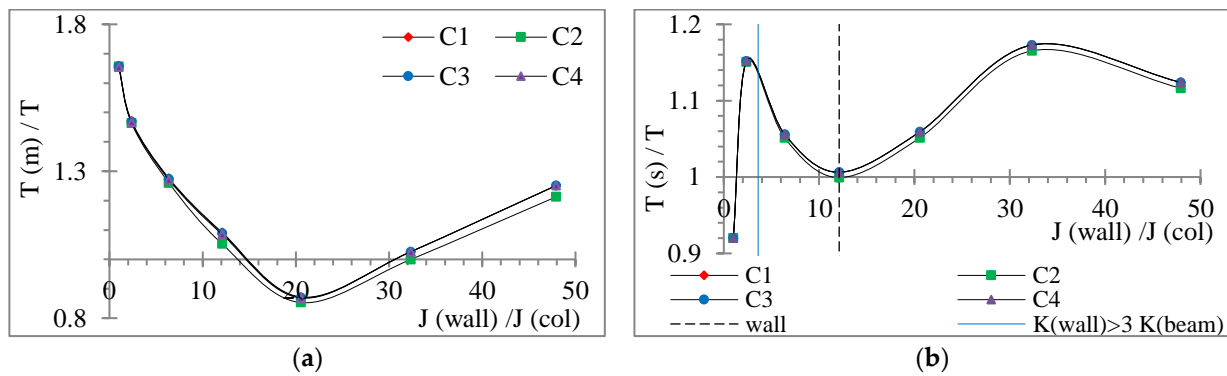 1.8
1.3
0.8
T (m) / T
0 10 20 30 40 50
J (wall) /J (col)
C1 C2
C3 C4
(a)
1.2
1.1
1
0.9
T (s) / T
0 10 20 30 40 50
J (wall) /J (col)
C1 C2
C3 C4
wall K(wall)>3 K(beam)
(b)